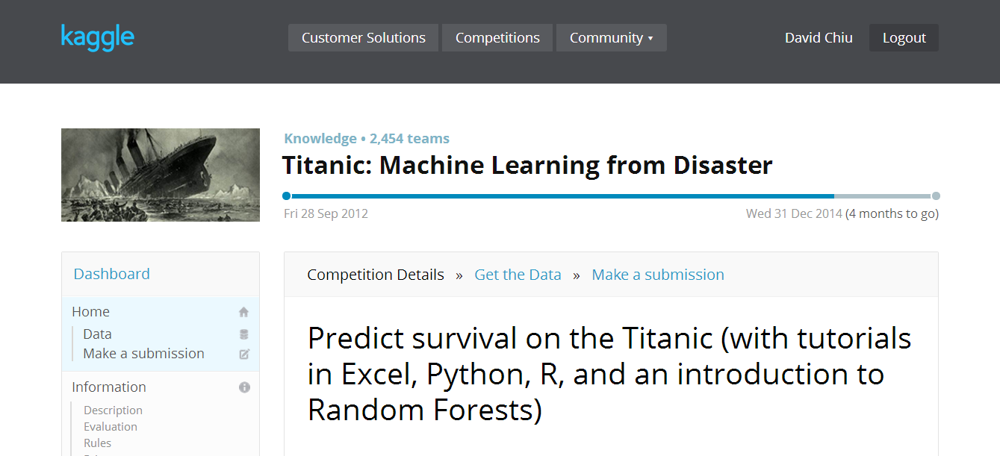 kaggle
Customer Solutions
Competitions
Community ▾
David Chiu
Logout
Knowledge • 2,454 teams
Titanic: Machine Learning from Disaster
Fri 28 Sep 2012
Wed 31 Dec 2014 (4 months to go)
Dashboard
Home
Data
Make a submission
Information
Description
Evaluation
Rules
Competition Details » Get the Data » Make a submission
Predict survival on the Titanic (with tutorials
in Excel, Python, R, and an introduction to
Random Forests)